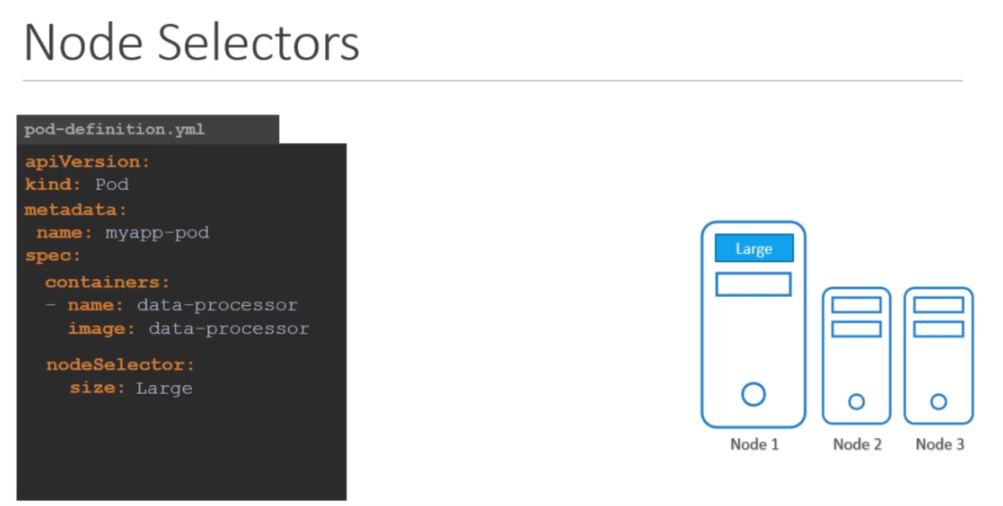 Node Selectors
pod-definition.yml
apiVersion:
kind: Pod
metadata:
name: myapp-pod
spec:
containers:
- name: data-processor
image: data-processor
nodeSelector:
size: Large
Large
Node 1
Node 2
Node 3